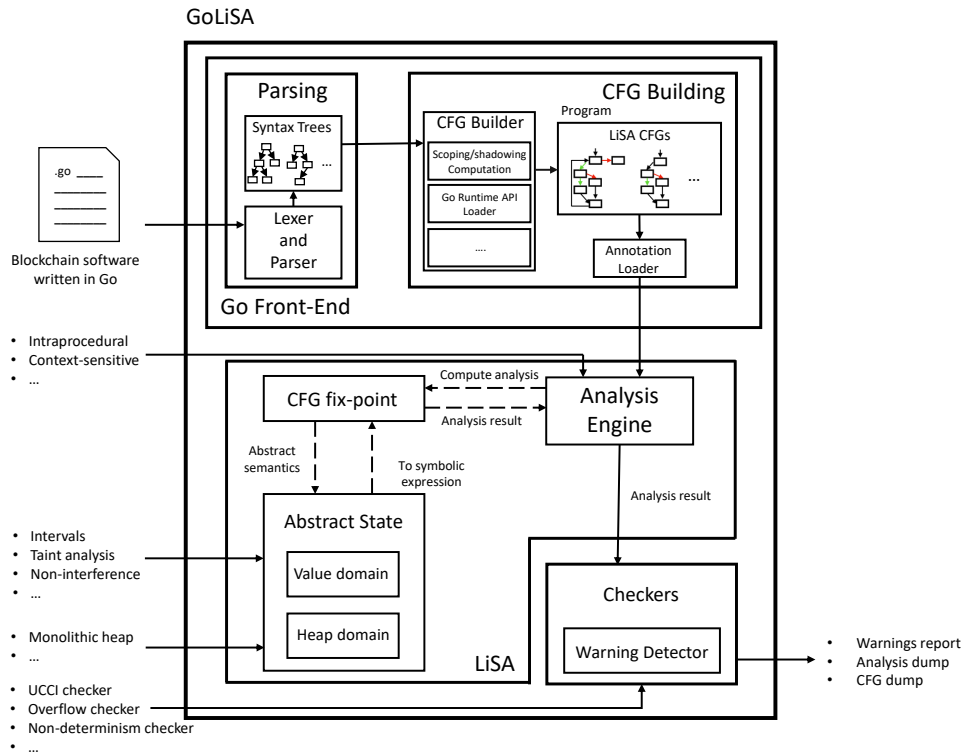 GoLiSA
Parsing
Syntax Trees
...
Lexer
and
Parser
Go Front-End
CFG Building
CFG Builder
Scoping/shadowing
Computation
Go Runtime API
Loader
....
Program
LiSA CFGs
...
Annotation
Loader
.go ____
Blockchain software
written in Go
• Intraprocedural
• Context-sensitive
• ...
CFG fix-point
Compute analysis
Analysis result
Analysis
Engine
Abstract
semantics
To symbolic
expression
Analysis result
Abstract State
Value domain
Heap domain
LiSA
• Intervals
• Taint analysis
• Non-interference
• ...
• Monolithic heap
• ...
• UCCI checker
• Overflow checker
• Non-determinism checker
• ...
Checkers
Warning Detector
• Warnings report
• Analysis dump
• CFG dump